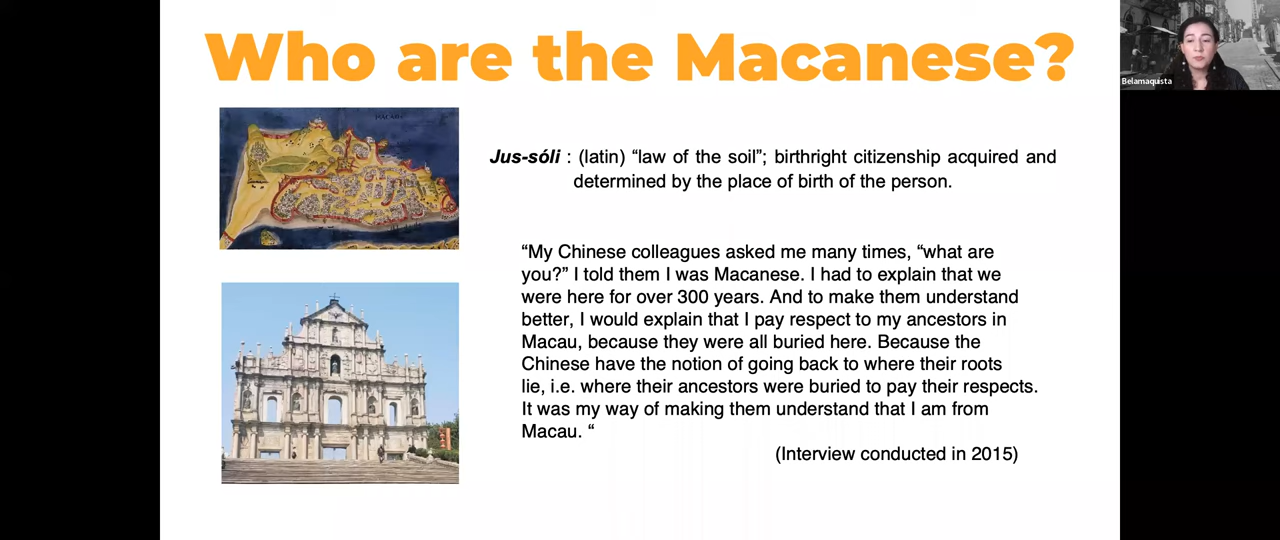 Who are the Macanese?
Belamaquista
Jus-sóli : (latin) “law of the soil”; birthright citizenship acquired and
determined by the place of birth of the person.
“My Chinese colleagues asked me many times, “what are
you?” I told them I was Macanese. I had to explain that we
were here for over 300 years. And to make them understand
better, I would explain that I pay respect to my ancestors in
Macau, because they were all buried here. Because the
Chinese have the notion of going back to where their roots
lie, i.e. where their ancestors were buried to pay their respects.
It was my way of making them understand that I am from
Macau. “
(Interview conducted in 2015)